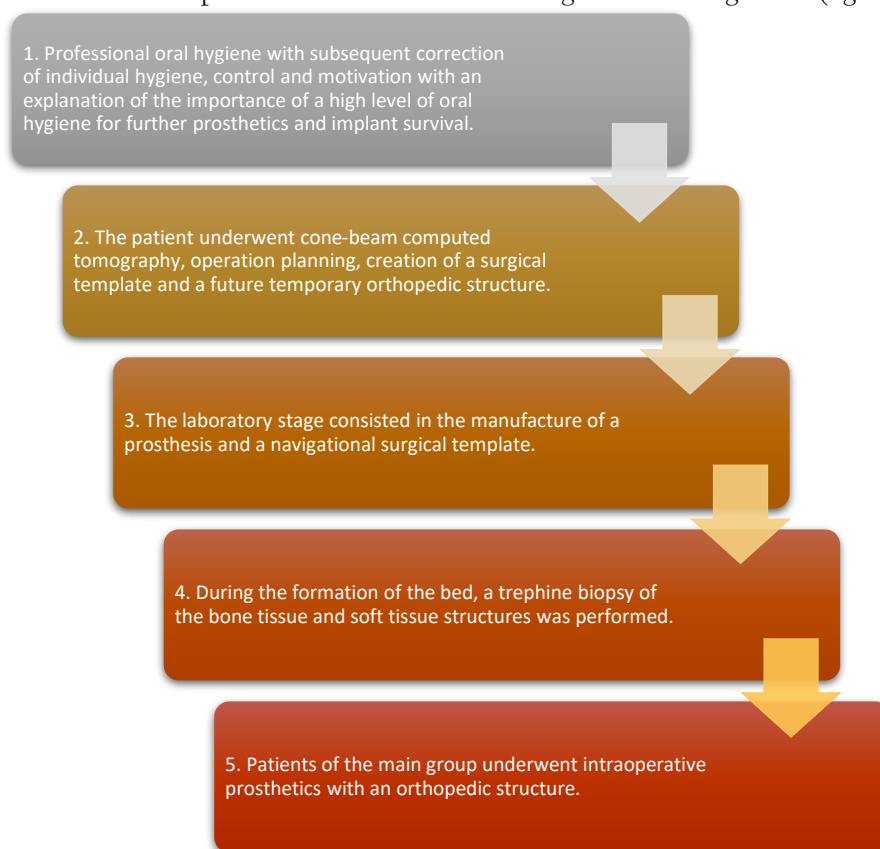 1. Professional oral hygiene with subsequent correction
of individual hygiene, control and motivation with an
explanation of the importance of a high level of oral
hygiene for further prosthetics and implant survival.
2. The patient underwent cone-beam computed
tomography, operation planning, creation of a surgical
template and a future temporary orthopedic structure.
3. The laboratory stage consisted in the manufacture of a
prosthesis and a navigational surgical template.
4. During the formation of the bed, a trephine biopsy of
the bone tissue and soft tissue structures was performed.
5. Patients of the main group underwent intraoperative
prosthetics with an orthopedic structure.